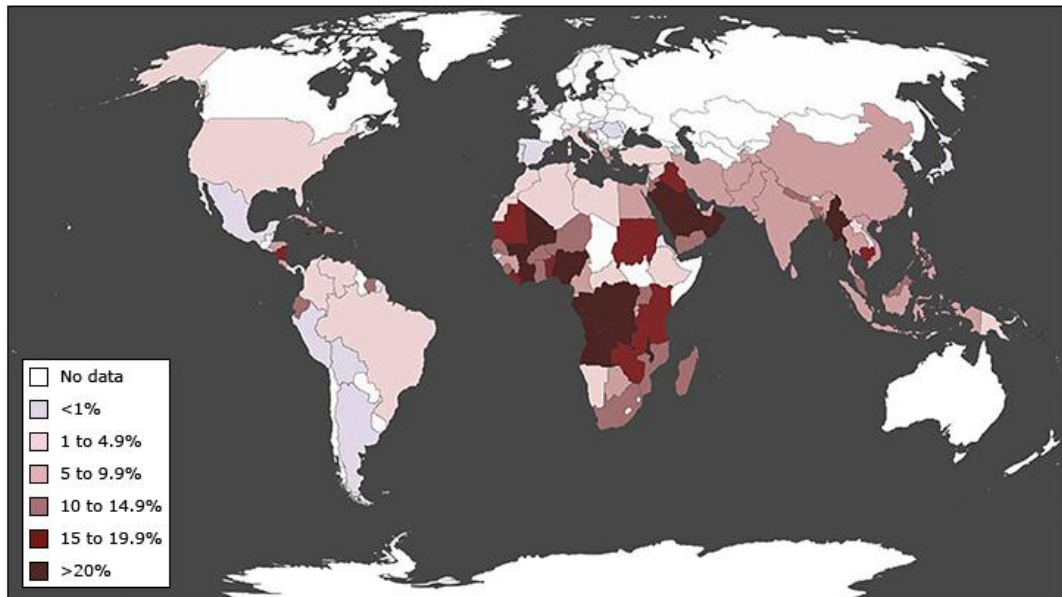 No data
<1%
1 to 4.9%
5 to 9.9%
10 to 14.9%
15 to 19.9%
>20%